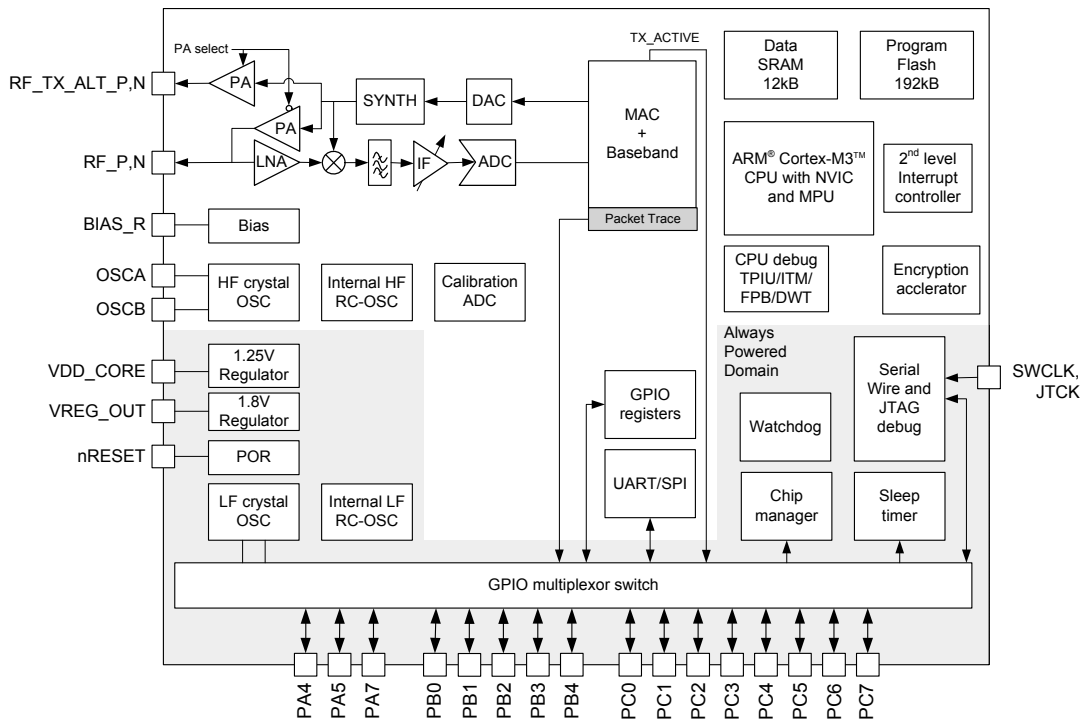 PA select
TX_ACTIVE
RF_TX_ALT_P,N
PA
SYNTH
DAC
MAC
+
Baseband
Data
SRAM
12kB
Program
Flash
192kB
PA
RF_P,N
LNA
IF
ADC
ARM® Cortex-M3™
CPU with NVIC
and MPU
2nd level
Interrupt
controller
Packet Trace
BIAS_R
Bias
OSCA
OSCB
HF crystal
OSC
Internal HF
RC-OSC
Calibration
ADC
CPU debug
TPIU/ITM/
FPB/DWT
Encryption
acclerator
Always
Powered
Domain
VDD_CORE
1.25V
Regulator
VREG_OUT
1.8V
Regulator
nRESET
POR
GPIO
registers
Watchdog
Serial
Wire and
JTAG
debug
SWCLK,
JTCK
LF crystal
OSC
Internal LF
RC-OSC
UART/SPI
Chip
manager
Sleep
timer
GPIO multiplexor switch
PA4
PA5
PA7
PB0
PB1
PB2
PB3
PB4
PC0
PC1
PC2
PC3
PC4
PC5
PC6
PC7